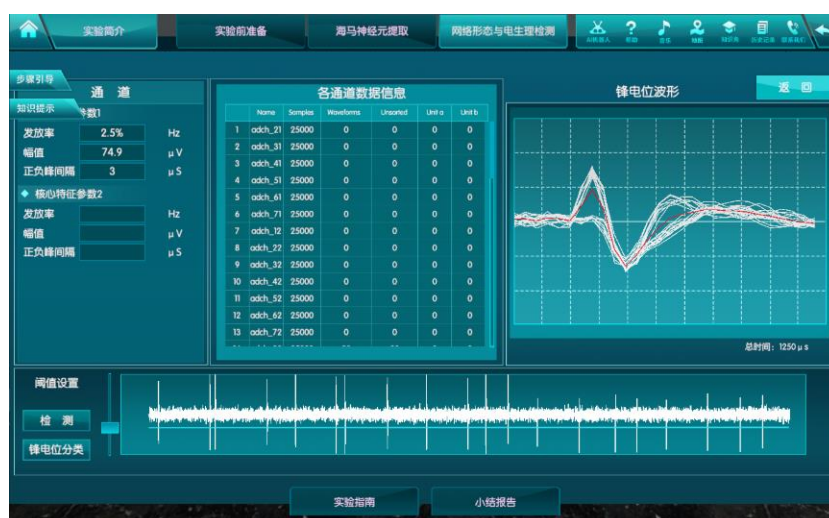 实验简介
实验前准备
海马神经元提取
网络形态与电生理检测
帮助
音乐
步骤引导
通 道
知识提示
参数1
发放率 2.5% Hz
幅值 74.9 μV
正负峰间隔 3 μS
核心特征参数2
发放率 Hz
幅值 μV
正负峰间隔 μS
各通道数据信息
Name Samples Waveforms Unsorted Unit a Unit b
1 adch_21 25000 0 0 0 0
2 adch_31 25000 0 0 0 0
3 adch_41 25000 0 0 0 0
4 adch_51 25000 0 0 0 0
5 adch_61 25000 0 0 0 0
6 adch_71 25000 0 0 0 0
7 adch_12 25000 0 0 0 0
8 adch_22 25000 0 0 0 0
9 adch_32 25000 0 0 0 0
10 adch_42 25000 0 0 0 0
11 adch_52 25000 0 0 0 0
12 adch_62 25000 0 0 0 0
13 adch_72 25000 0 0 0 0
锋电位波形
返 回
总时间：1250μs
阈值设置
检 测
锋电位分类
实验指南
小结报告